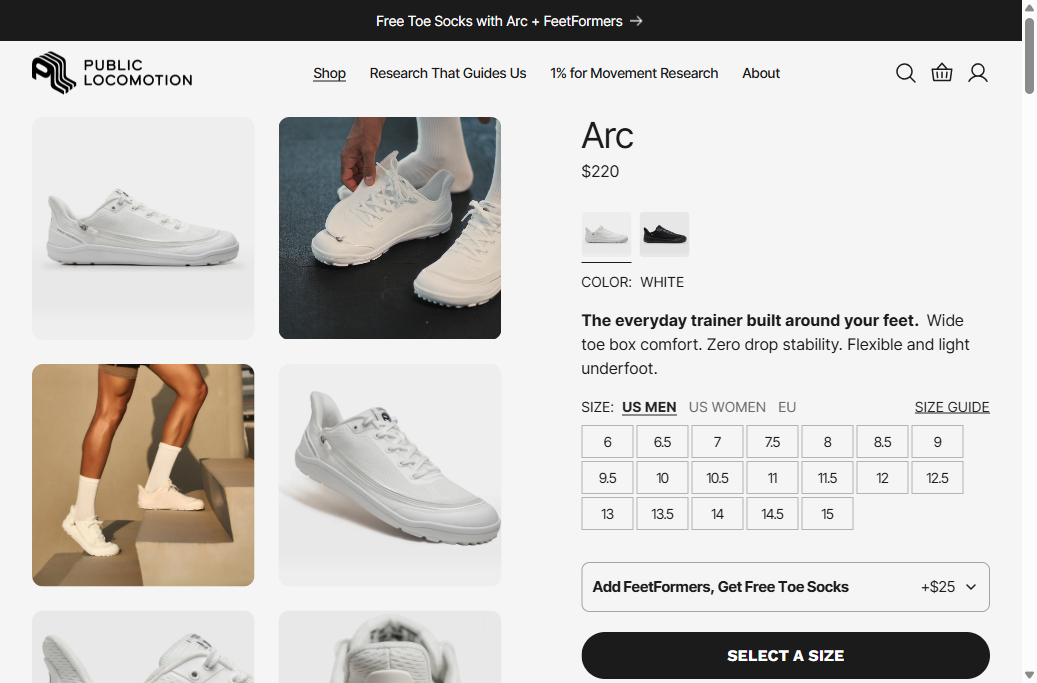 Free Toe Socks with Arc + FeetFormers →
PUBLIC
LOCOMOTION
Shop
Research That Guides Us
1% for Movement Research
About
Arc
$220
COLOR: WHITE
The everyday trainer built around your feet. Wide
toe box comfort. Zero drop stability. Flexible and light
underfoot.
SIZE: US MEN US WOMEN EU SIZE GUIDE
6 6.5 7 7.5 8 8.5 9
9.5 10 10.5 11 11.5 12 12.5
13 13.5 14 14.5 15
Add FeetFormers, Get Free Toe Socks +$25
SELECT A SIZE